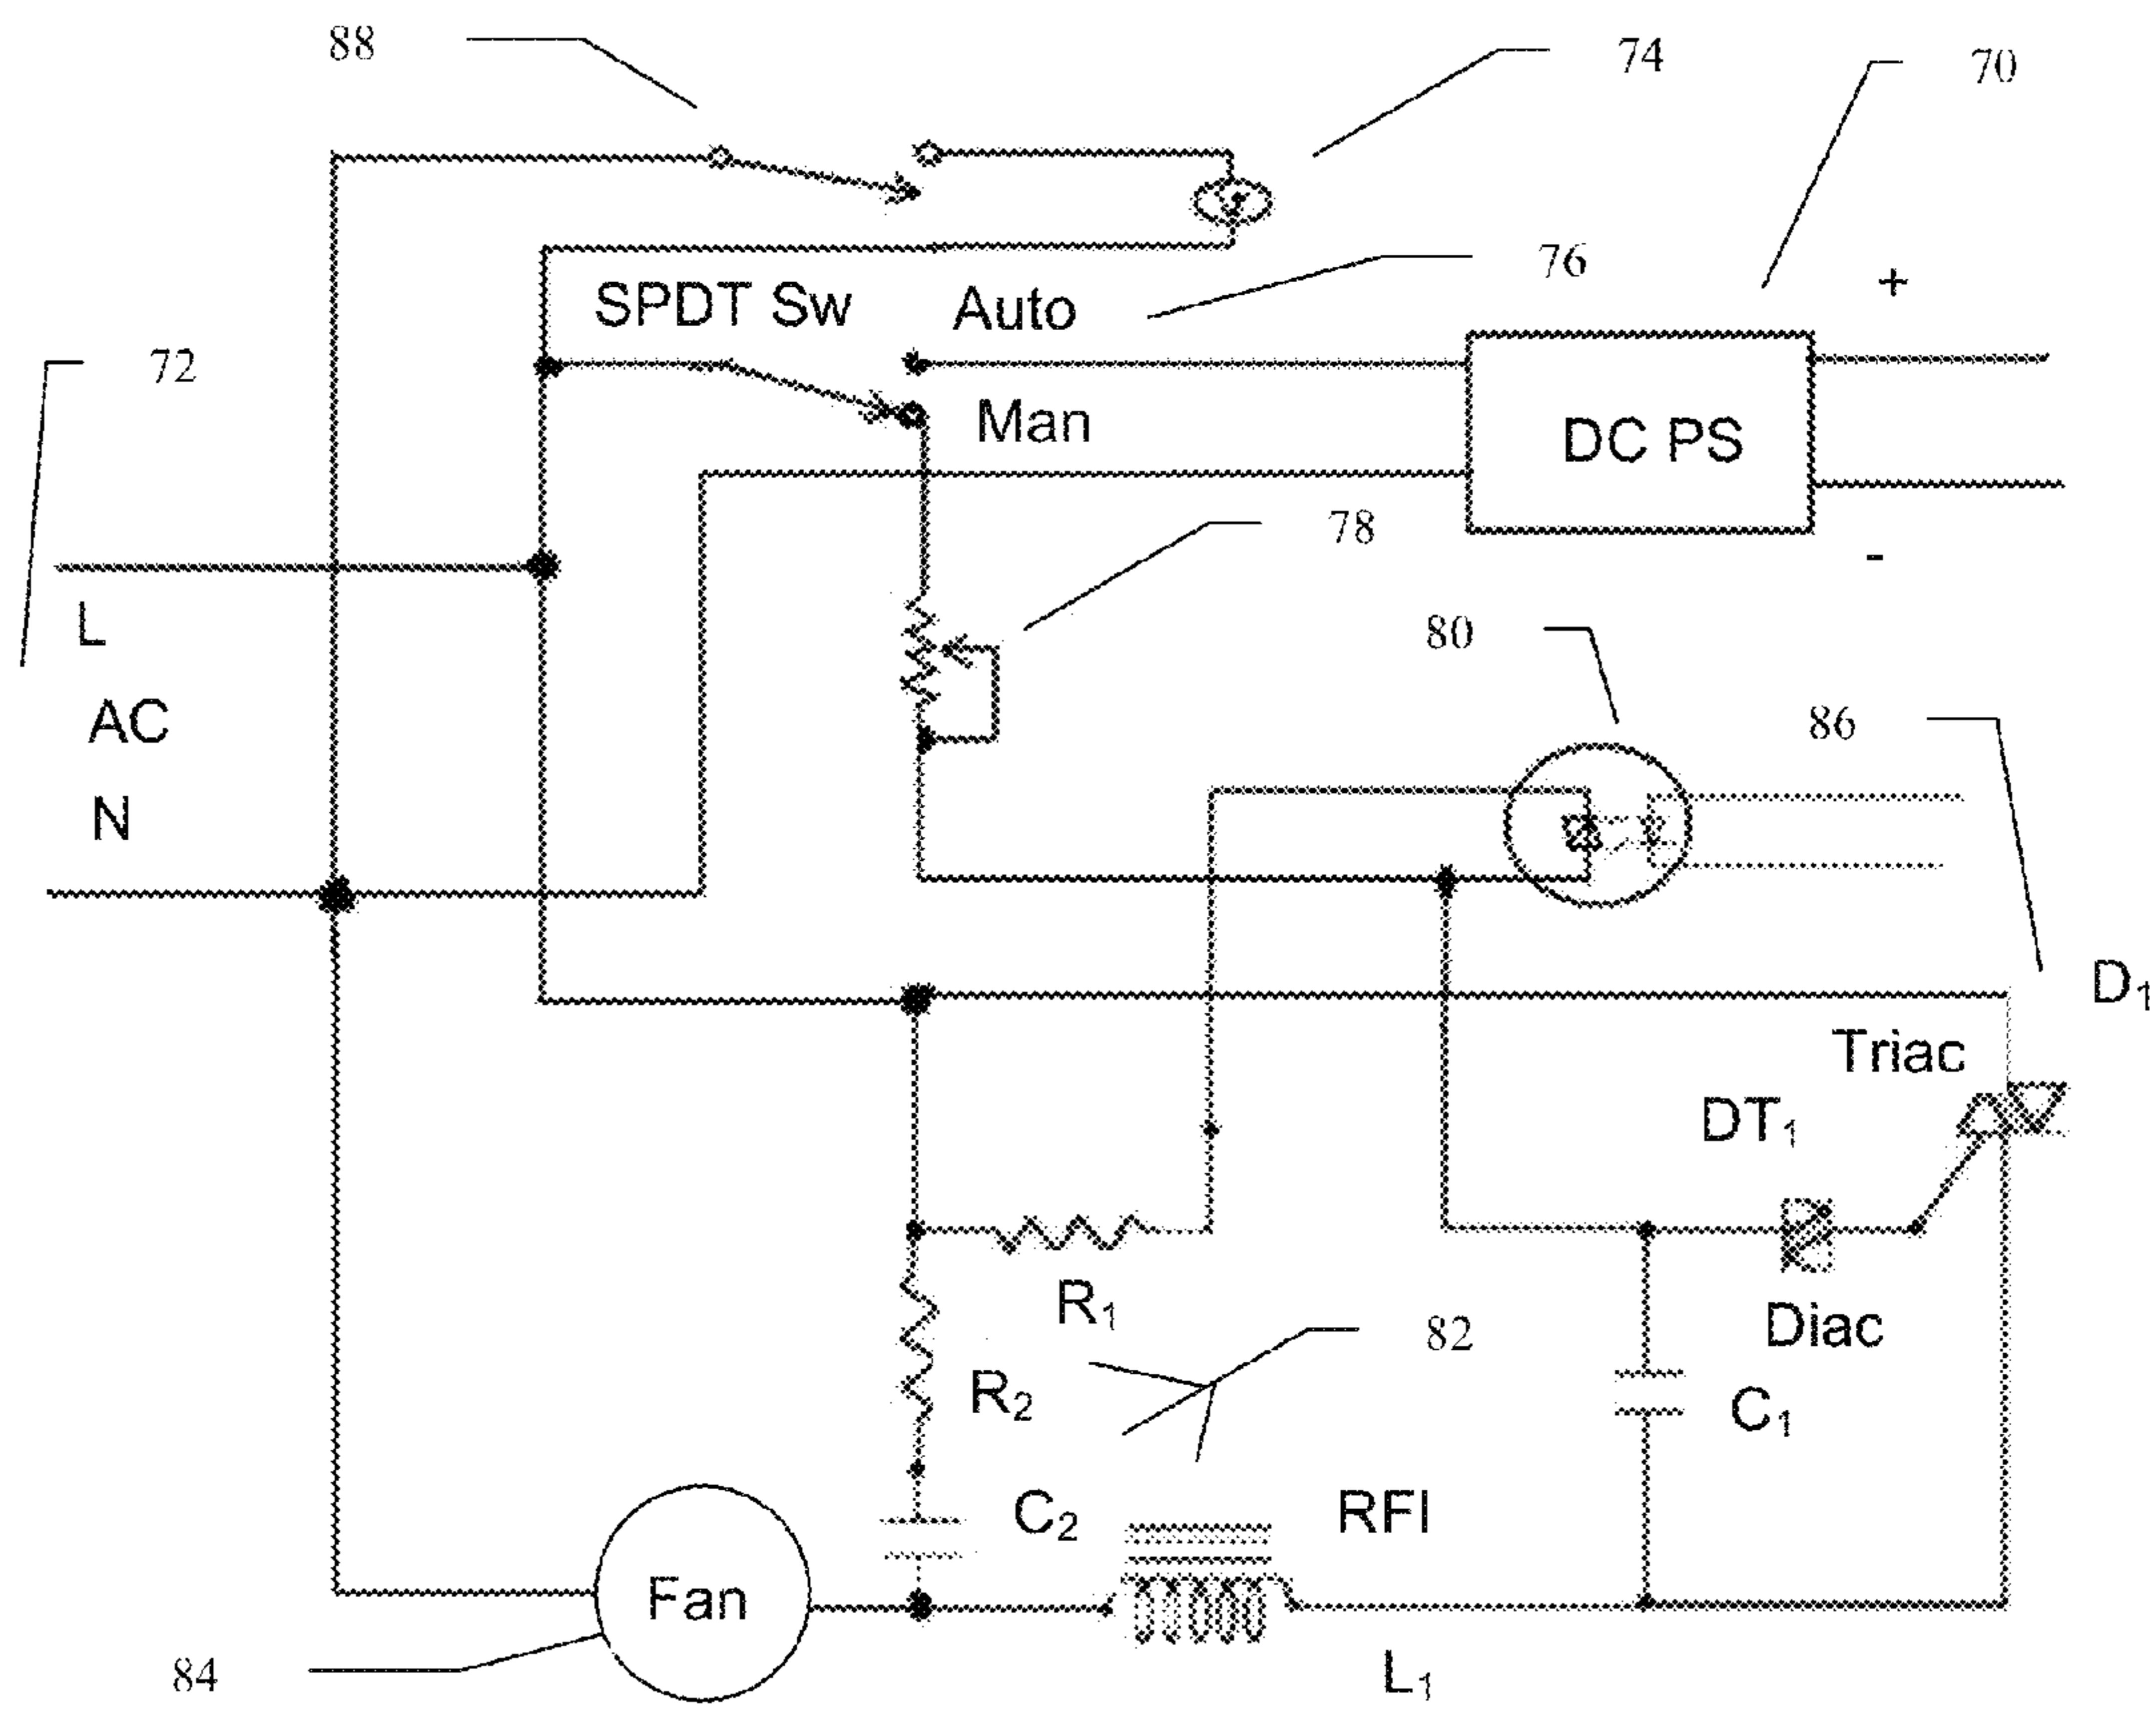 88
74
70
76
+
SPDT Sw
Auto
72
Man
DC PS
78
-
L
80
AC
86
N
D₁
Triac
DT₁
R₁
Diac
82
R₂
C₁
C₂
RFI
Fan
84
L₁